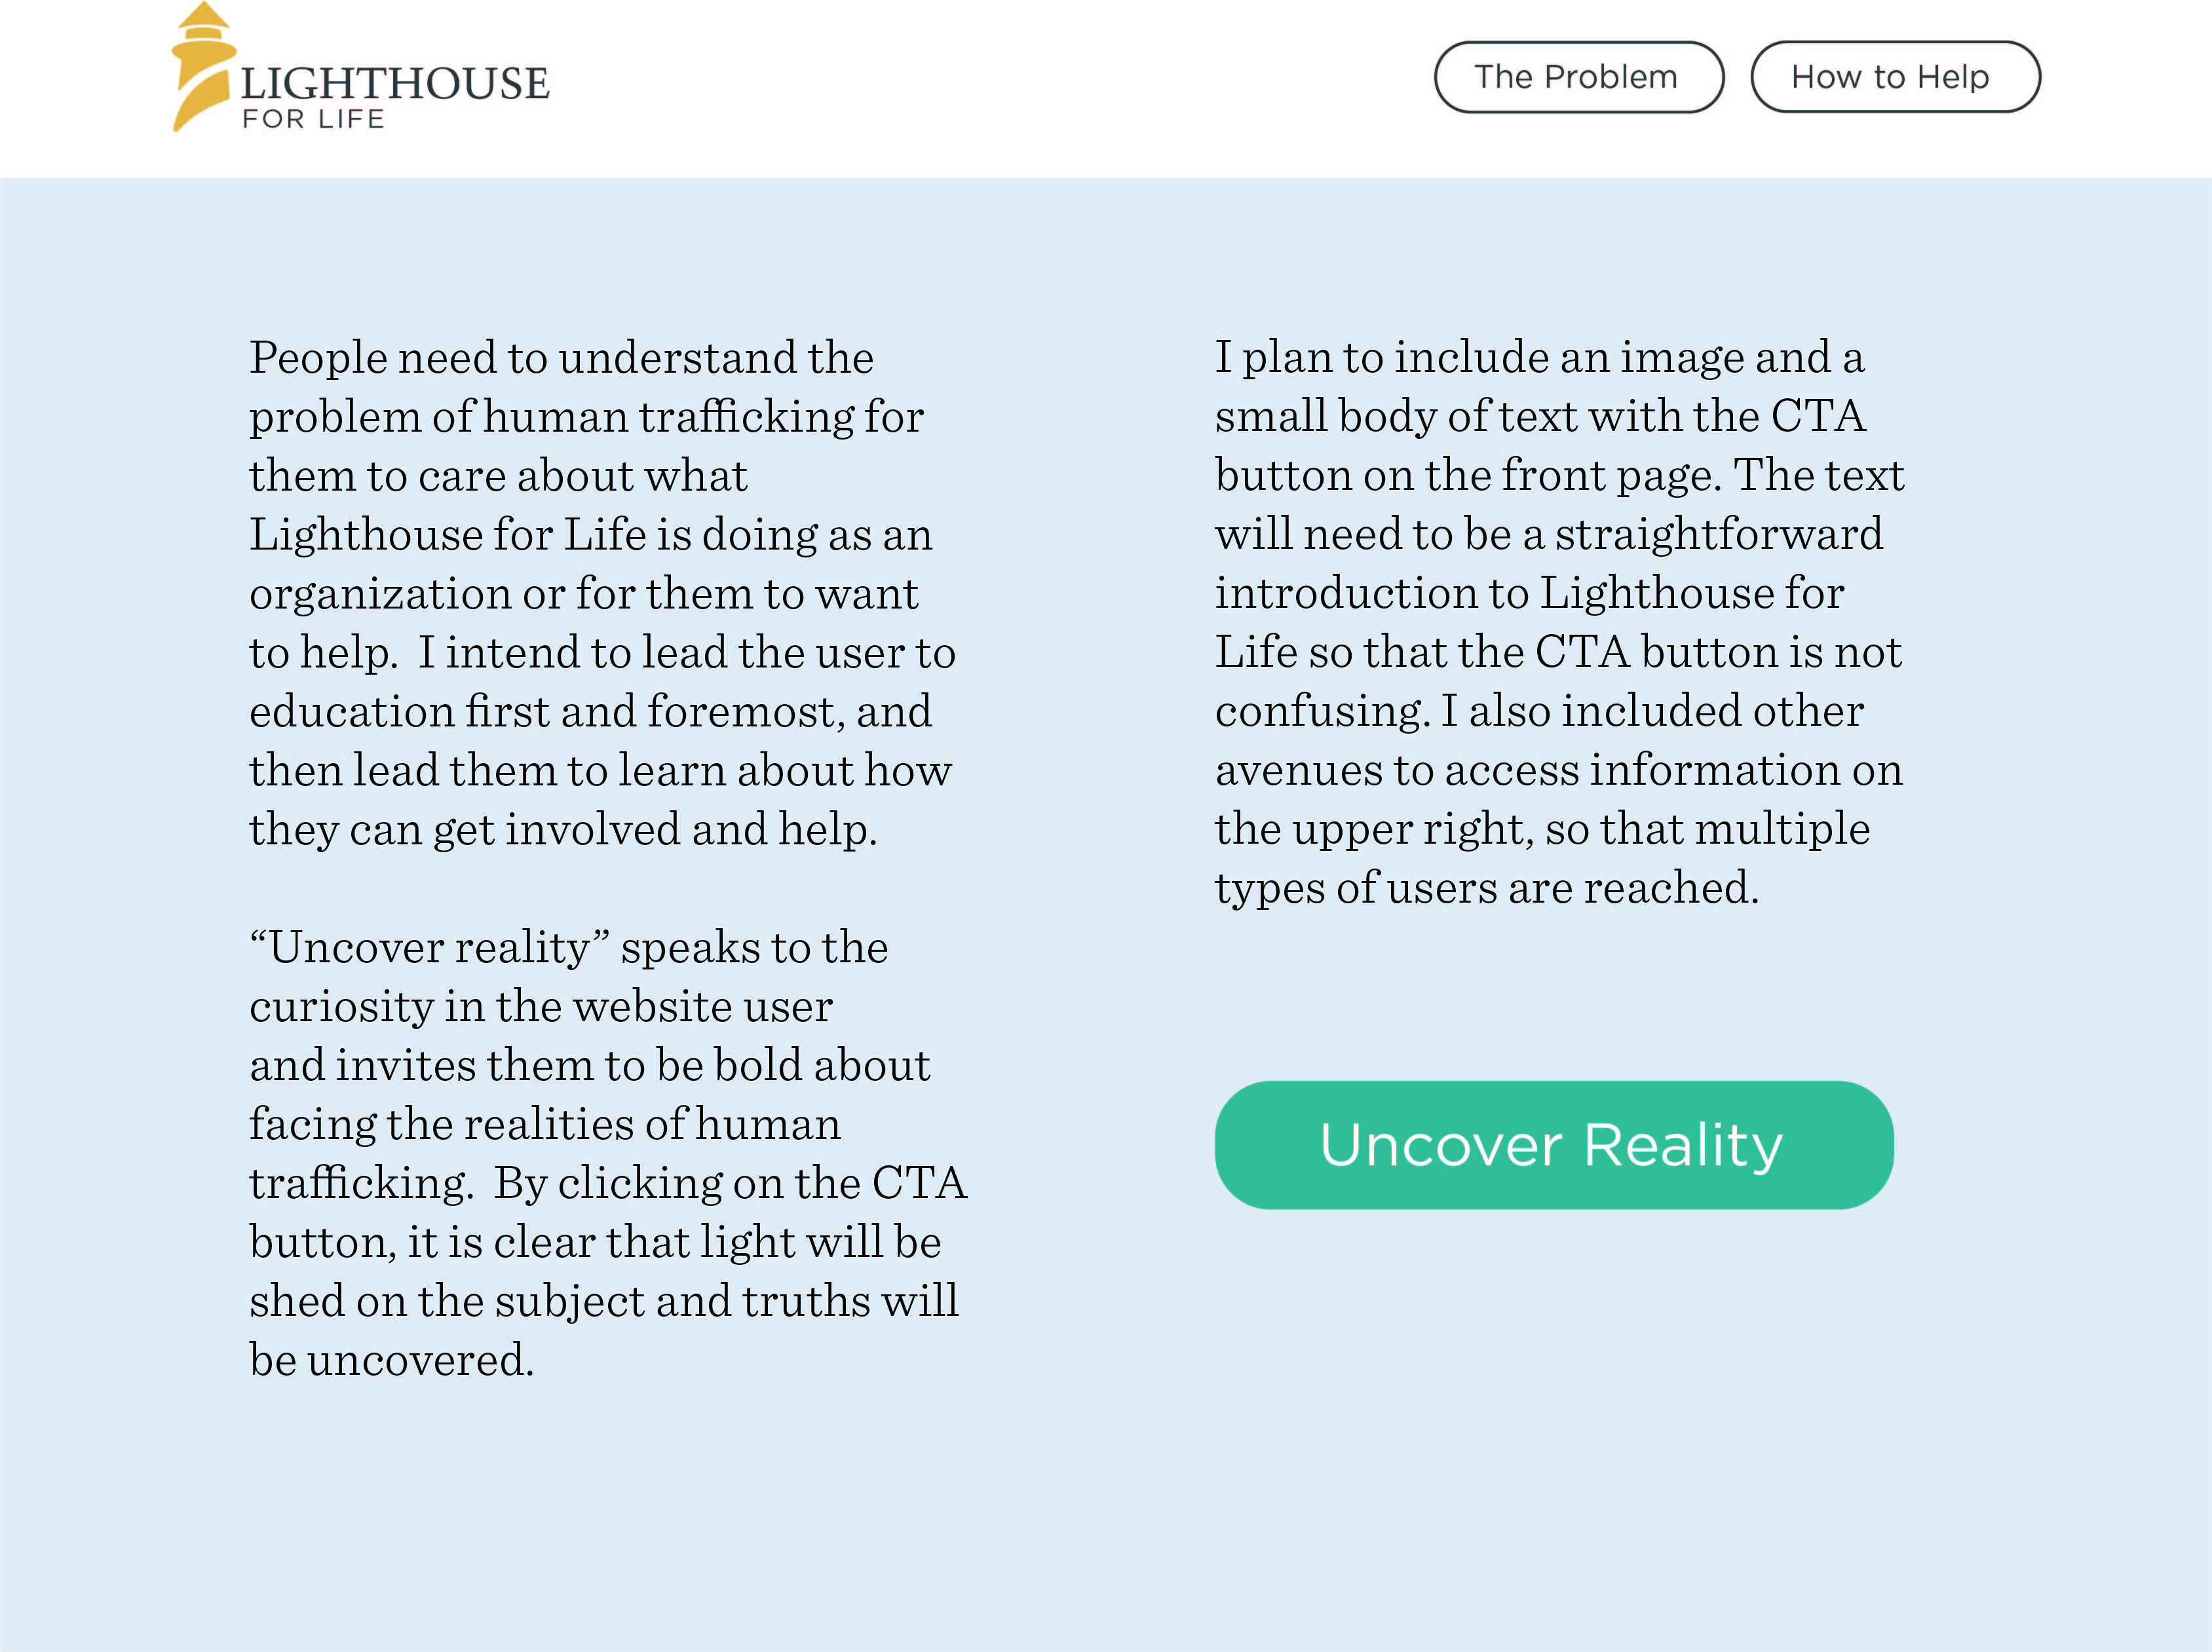 LIGHTHOUSE
FOR LIFE
The Problem
How to Help
People need to understand the
problem of human trafficking for
them to care about what
Lighthouse for Life is doing as an
organization or for them to want
to help.  I intend to lead the user to
education first and foremost, and
then lead them to learn about how
they can get involved and help.
“Uncover reality” speaks to the
curiosity in the website user
and invites them to be bold about
facing the realities of human
trafficking.  By clicking on the CTA
button, it is clear that light will be
shed on the subject and truths will
be uncovered.
I plan to include an image and a
small body of text with the CTA
button on the front page. The text
will need to be a straightforward
introduction to Lighthouse for
Life so that the CTA button is not
confusing. I also included other
avenues to access information on
the upper right, so that multiple
types of users are reached.
Uncover Reality